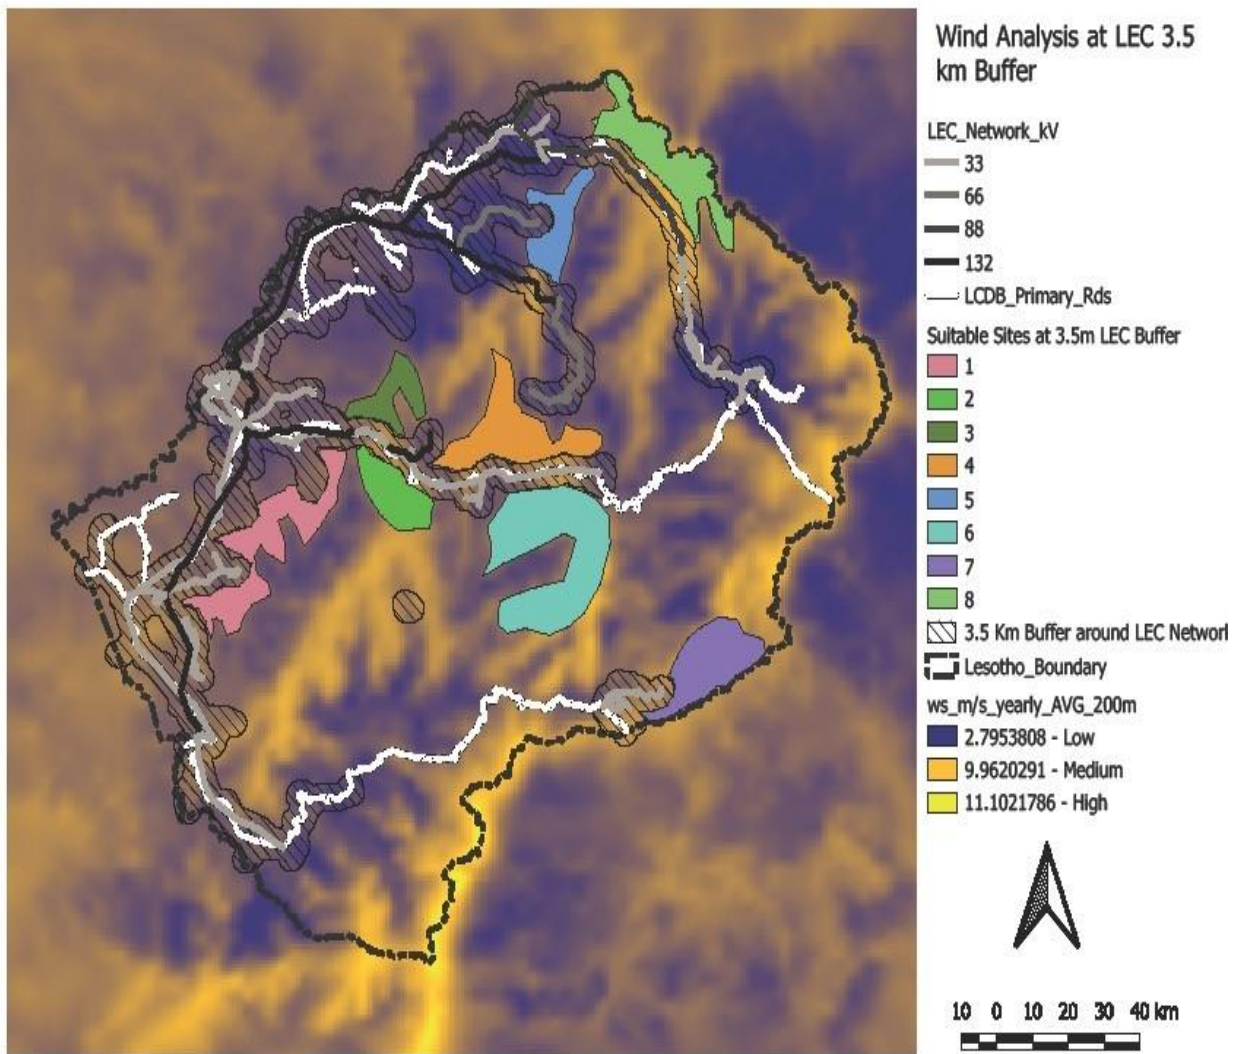 Wind Analysis at LEC 3.5
km Buffer
LEC_Network_kV
33
66
88
132
LCDB_Primary_Rds
Suitable Sites at 3.5m LEC Buffer
1
2
3
4
5
6
7
8
3.5 Km Buffer around LEC Networl
Lesotho_Boundary
ws_m/s_yearly_AVG_200m
2.7953808 - Low
9.9620291 - Medium
11.1021786 - High
10 0 10 20 30 40 km